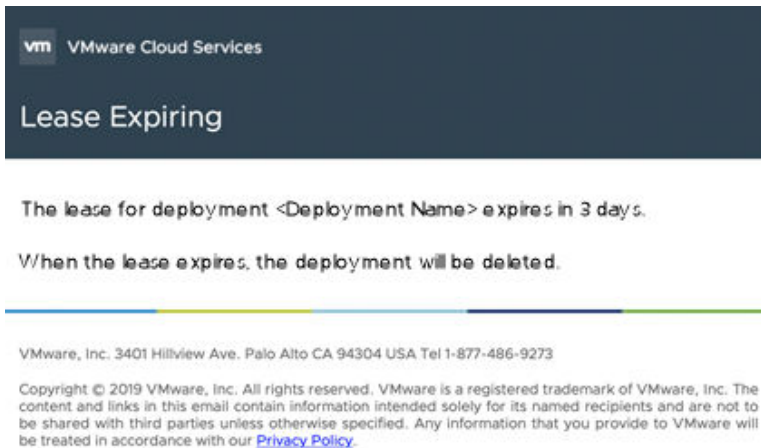 vm VMware Cloud Services
Lease Expiring
The lease for deployment <Deployment Name> expires in 3 days.
When the lease expires, the deployment will be deleted.
VMware, Inc. 3401 Hillview Ave. Palo Alto CA 94304 USA Tel 1-877-486-9273
Copyright © 2019 VMware, Inc. All rights reserved. VMware is a registered trademark of VMware, Inc. The
content and links in this email contain information intended solely for its named recipients and are not to
be shared with third parties unless otherwise specified. Any information that you provide to VMware will
be treated in accordance with our Privacy Policy.